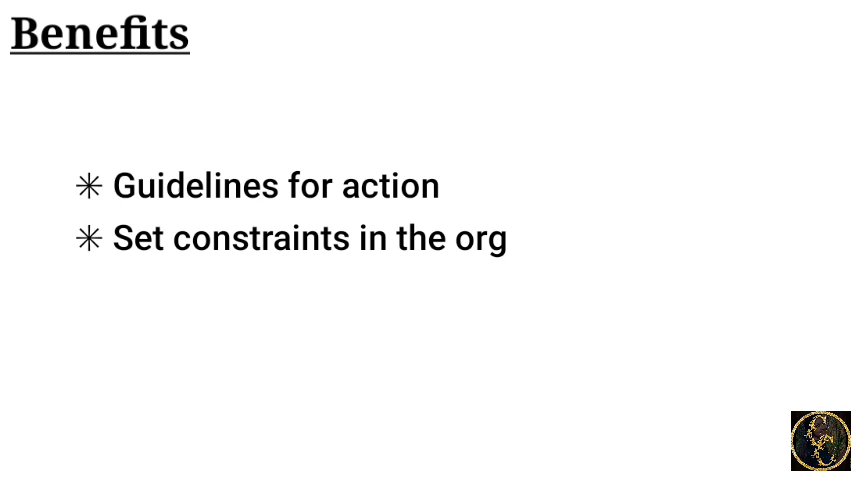 Benefits
✳ Guidelines for action
✳ Set constraints in the org